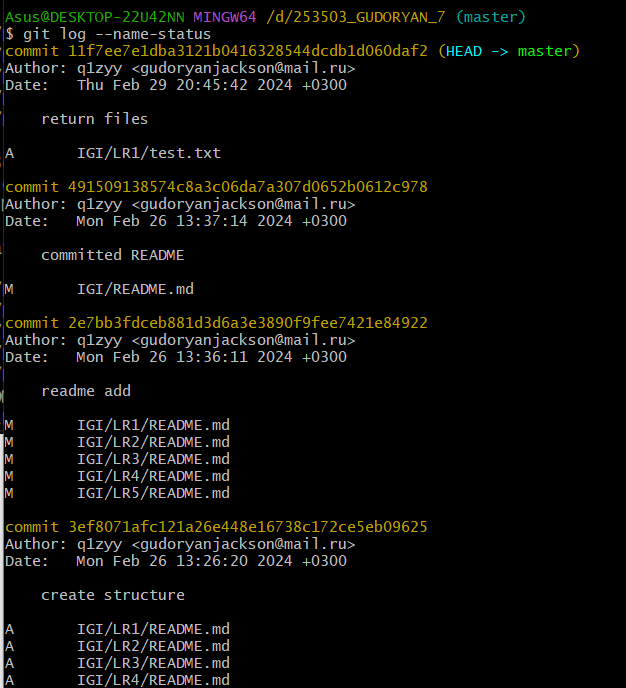 Asus@DESKTOP-22U42NN MINGW64 /d/253503_GUDORYAN_7 (master)
$ git log --name-status
commit 11f7ee7e1dba3121b0416328544dcdb1d060daf2 (HEAD -> master)
Author: q1zyy <gudoryanjackson@mail.ru>
Date:   Thu Feb 29 20:45:42 2024 +0300
    return files
A       IGI/LR1/test.txt
commit 491509138574c8a3c06da7a307d0652b0612c978
Author: q1zyy <gudoryanjackson@mail.ru>
Date:   Mon Feb 26 13:37:14 2024 +0300
    committed README
M       IGI/README.md
commit 2e7bb3fdceb881d3d6a3e3890f9fee7421e84922
Author: q1zyy <gudoryanjackson@mail.ru>
Date:   Mon Feb 26 13:36:11 2024 +0300
    readme add
M       IGI/LR1/README.md
M       IGI/LR2/README.md
M       IGI/LR3/README.md
M       IGI/LR4/README.md
M       IGI/LR5/README.md
commit 3ef8071afc121a26e448e16738c172ce5eb09625
Author: q1zyy <gudoryanjackson@mail.ru>
Date:   Mon Feb 26 13:26:20 2024 +0300
    create structure
A       IGI/LR1/README.md
A       IGI/LR2/README.md
A       IGI/LR3/README.md
A       IGI/LR4/README.md